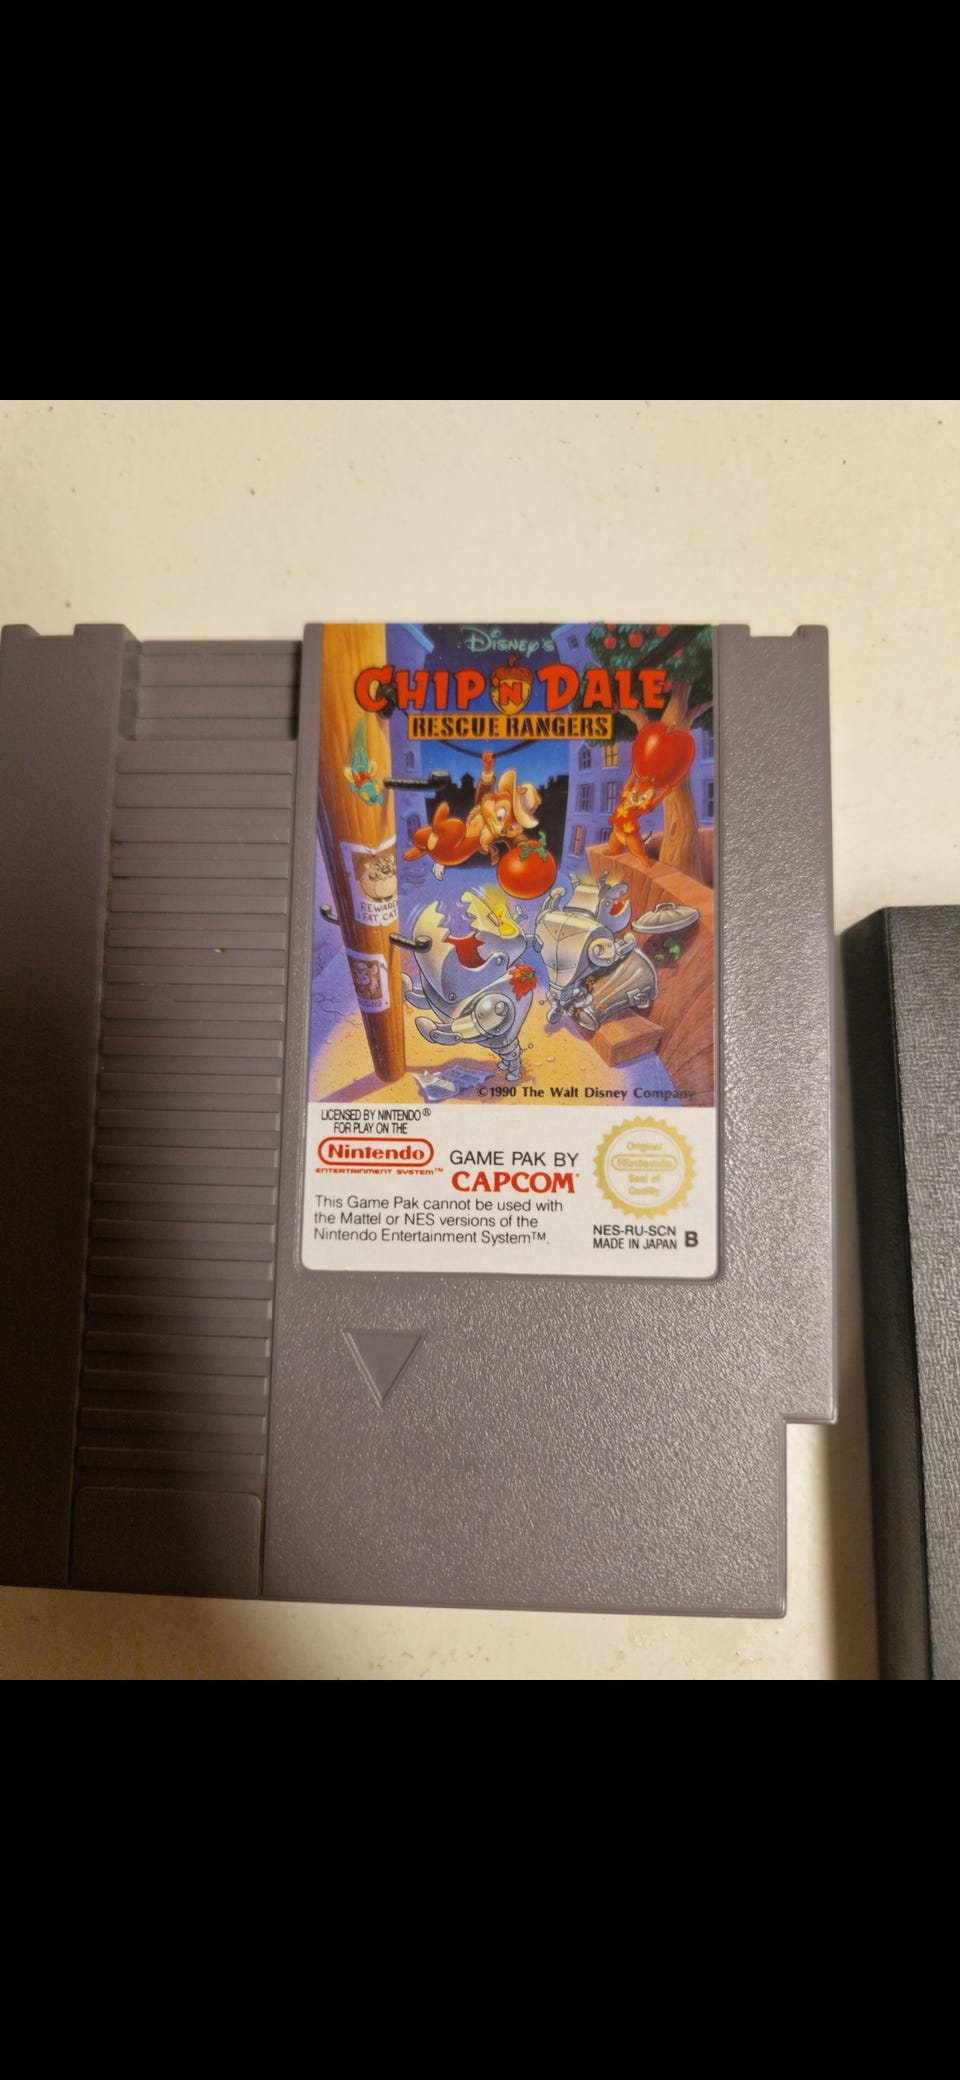 Disney's
CHIP 'N DALE
RESCUE RANGERS
REWARD
FAT CAT
©1990 The Walt Disney Company
LICENSED BY NINTENDO®
FOR PLAY ON THE
Nintendo
ENTERTAINMENT SYSTEM™
GAME PAK BY
CAPCOM
This Game Pak cannot be used with
the Mattel or NES versions of the
Nintendo Entertainment System™.
Original
Nintendo
Seal of
Quality
NES-RU-SCN
MADE IN JAPAN B